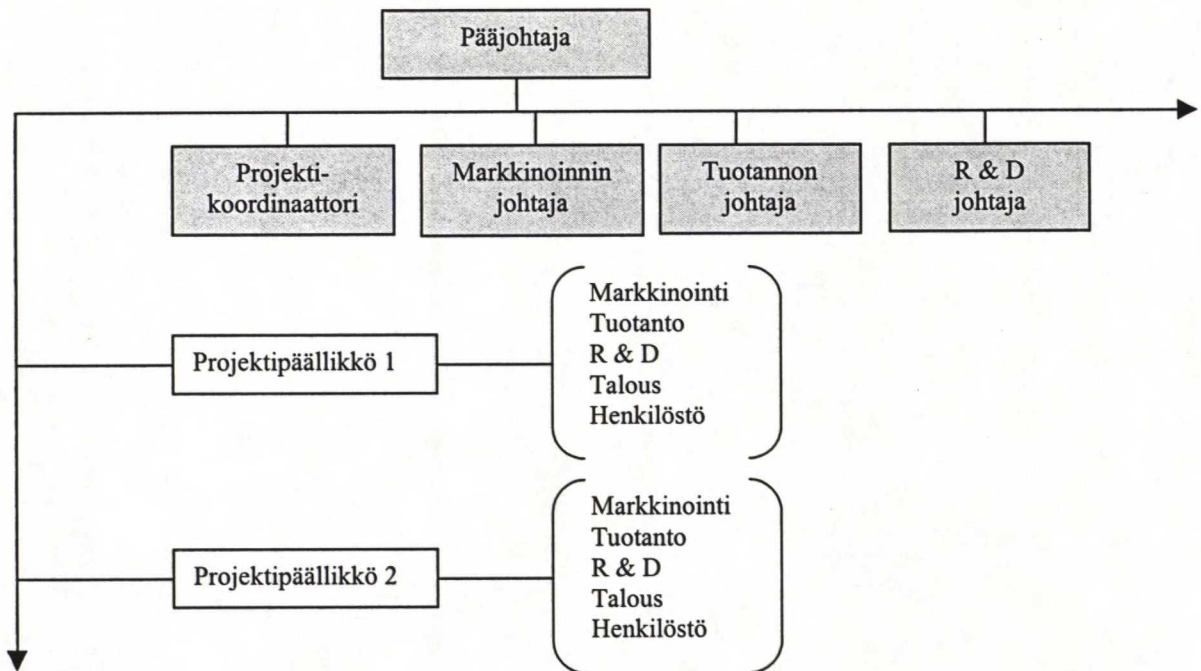 Pääjohtaja
Projekti-
koordinaattori
Markkinoinnin
johtaja
Tuotannon
johtaja
R & D
johtaja
Projektipäällikkö 1
Markkinointi
Tuotanto
R & D
Talous
Henkilöstö
Projektipäällikkö 2
Markkinointi
Tuotanto
R & D
Talous
Henkilöstö